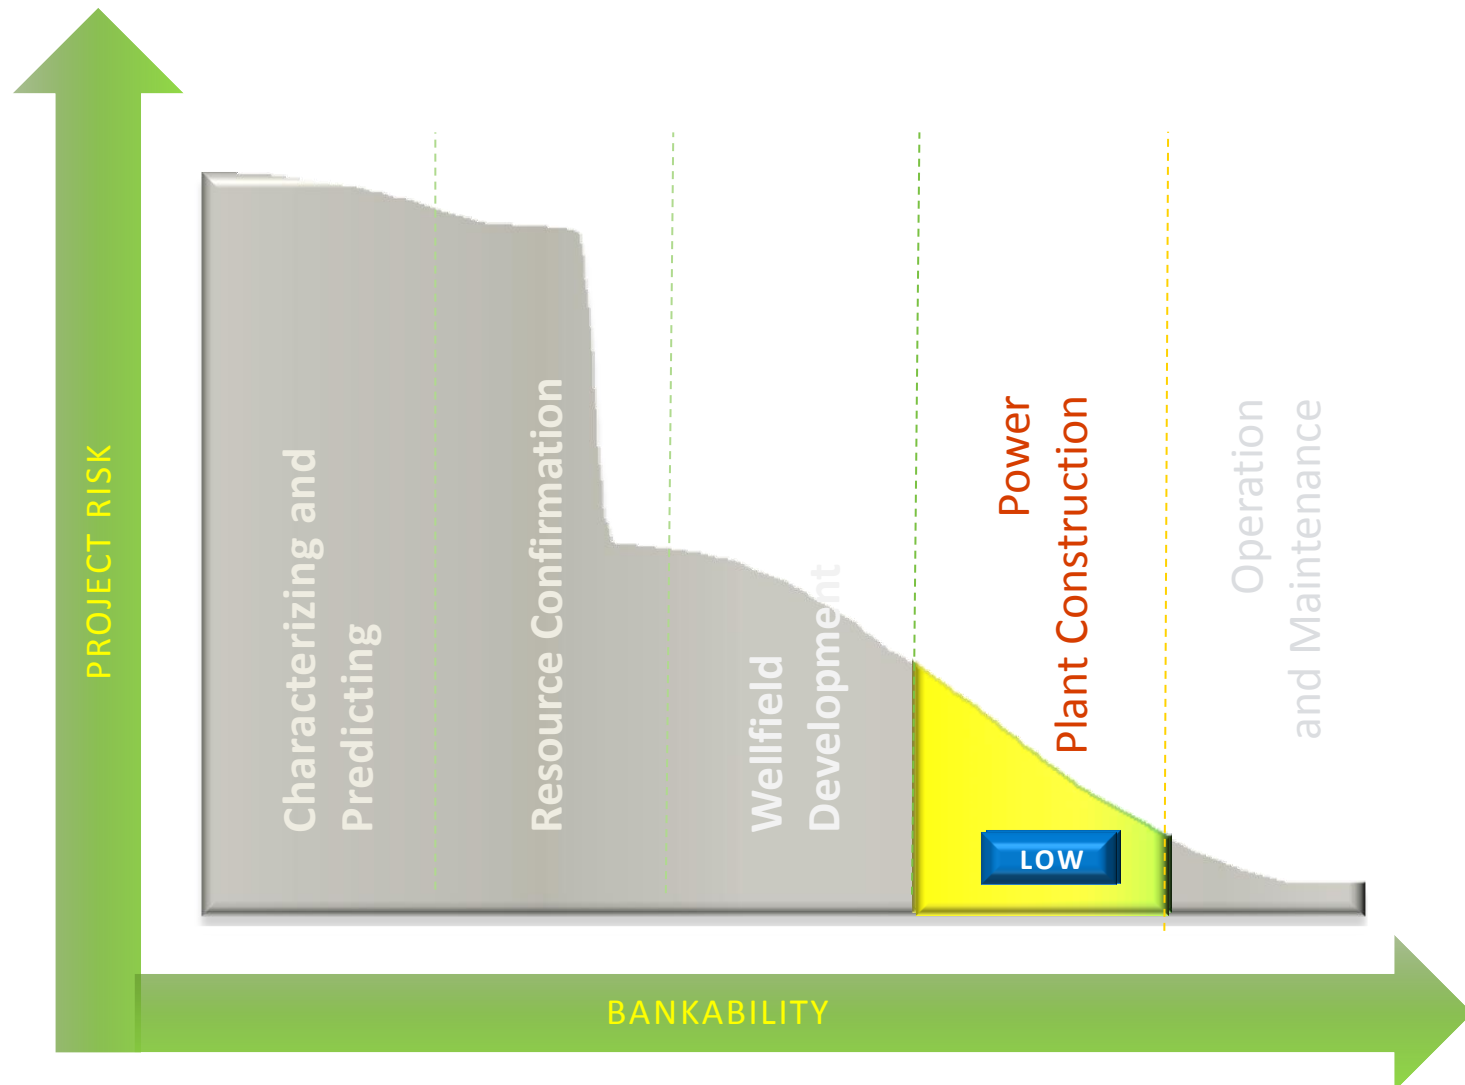 PROJECT RISK
Characterizing and
Predicting
Resource Confirmation
Wellfield
Development
Power
Plant Construction
Operation
and Maintenance
LOW
BANKABILITY